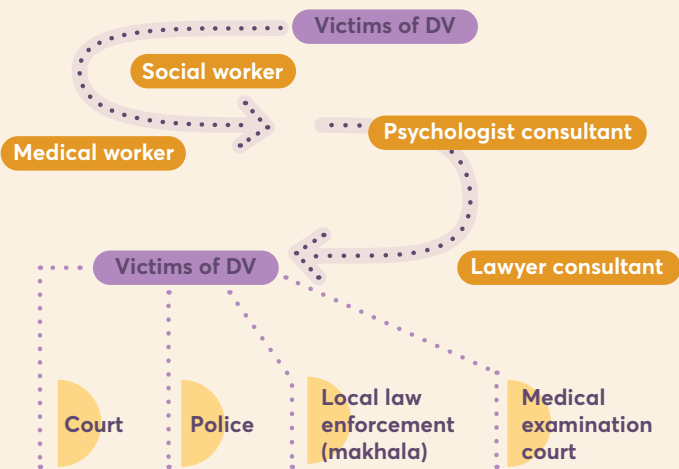 Victims of DV
Social worker
Psychologist consultant
Medical worker
Victims of DV
Lawyer consultant
Court
Police
Local law
enforcement
(makhala)
Medical
examination
court